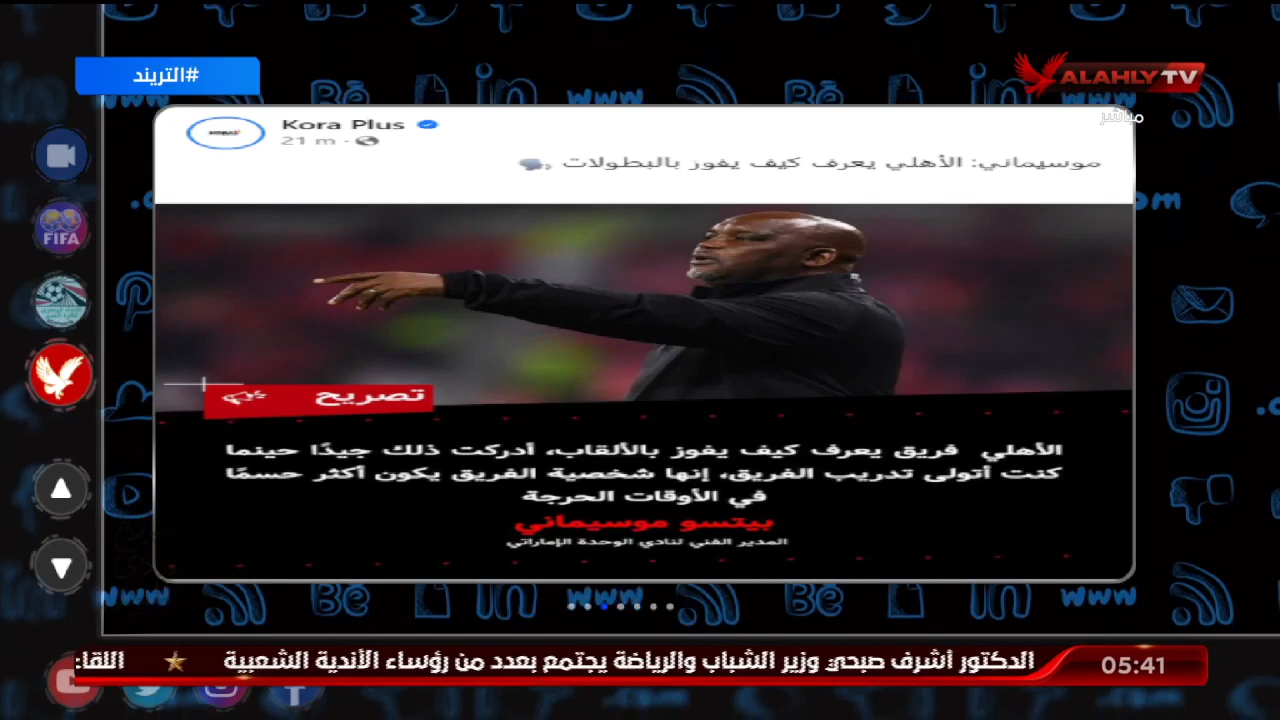 #التريند
ALAHLY TV
مباشر
Kora Plus
21 m
موسيماني: الأهلي يعرف كيف يفوز بالبطولات
FIFA
تصريح
الأهلي فريق يعرف كيف يفوز بالألقاب، أدركت ذلك جيدًا حينما
كنت أتولى تدريب الفريق، إنها شخصية الفريق يكون أكثر حسمًا
في الأوقات الحرجة
بيتسو موسيماني
المدير الفني لنادي الوحدة الإماراتي
الدكتور أشرف صبحي وزير الشباب والرياضة يجتمع بعدد من رؤساء الأندية الشعبية
05:41